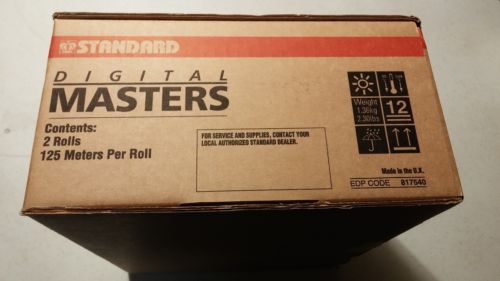 STANDARD
DIGITAL
MASTERS
Contents:
2 Rolls
125 Meters Per Roll
FOR SERVICE AND SUPPLIES, CONTACT YOUR
LOCAL AUTHORIZED STANDARD DEALER.
Weight
1.36kg
2.30lbs
12
Made in the U.K.
EDP CODE 817540